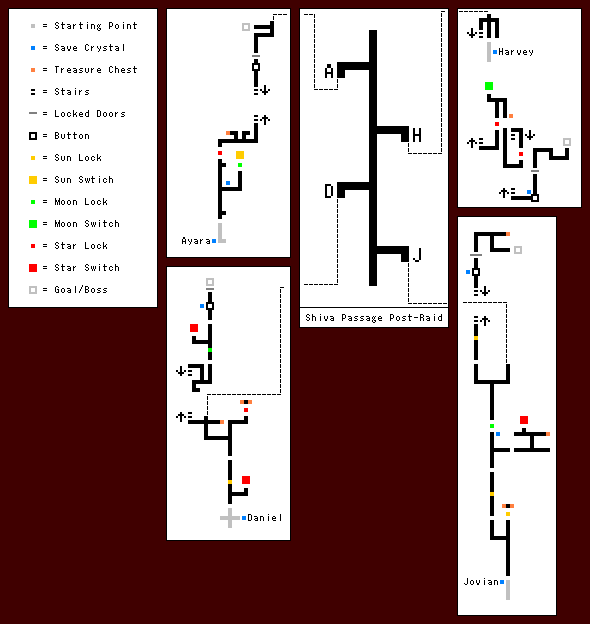 = Starting Point
= Save Crystal
= Treasure Chest
= Stairs
= Locked Doors
= Button
= Sun Lock
= Sun Swtich
= Moon Lock
= Moon Switch
= Star Lock
= Star Switch
= Goal/Boss
Ayara
Daniel
A
H
D
J
Shiva Passage Post-Raid
Harvey
Jovian